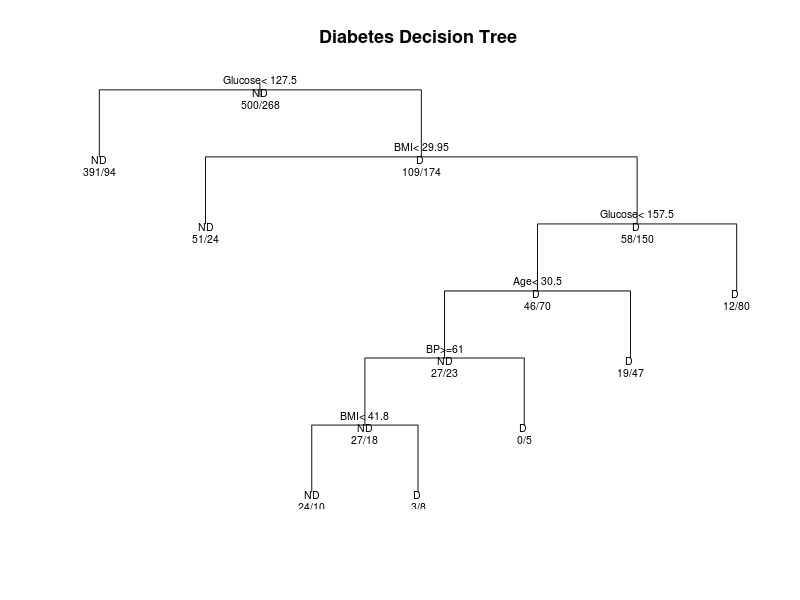 Diabetes Decision Tree
Glucose< 127.5
ND
500/268
ND
391/94
BMI< 29.95
D
109/174
ND
51/24
Glucose< 157.5
D
58/150
Age< 30.5
D
46/70
D
12/80
BP>=61
ND
27/23
D
19/47
BMI< 41.8
ND
27/18
D
0/5
ND
24/10
D
3/8